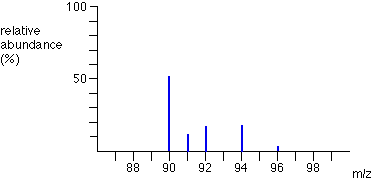 100
relative
abundance
(%)
50
88 90 92 94 96 98
m/z